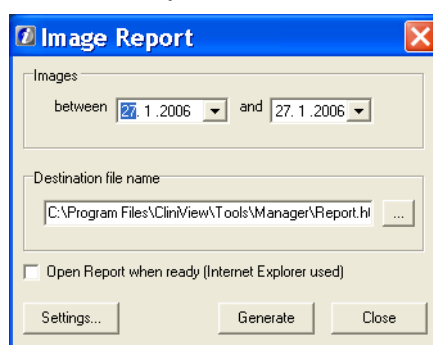 Image Report
Images
between 27. 1 .2006 and 27. 1 .2006
Destination file name
C:\Program Files\CliniView\Tools\Manager\Report.ht ...
Open Report when ready (Internet Explorer used)
Settings... Generate Close